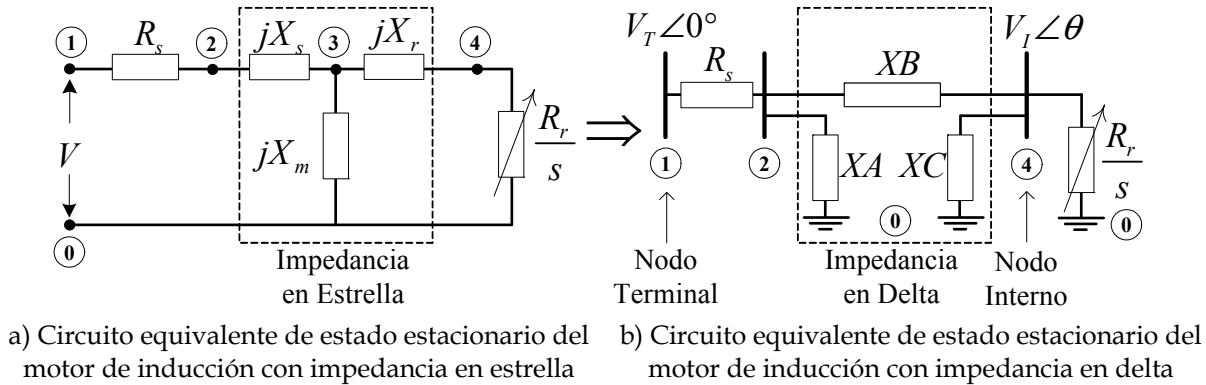 1
R_s
2
jX_s
3
jX_r
4
V
jX_m
R_r
s
0
Impedancia
en Estrella
a) Circuito equivalente de estado estacionario del
motor de inducción con impedancia en estrella
V_T∠0°
R_s
XB
V_I∠θ
1
2
XA
XC
4
R_r
s
0
0
Nodo
Terminal
Impedancia
en Delta
Nodo
Interno
b) Circuito equivalente de estado estacionario del
motor de inducción con impedancia en delta